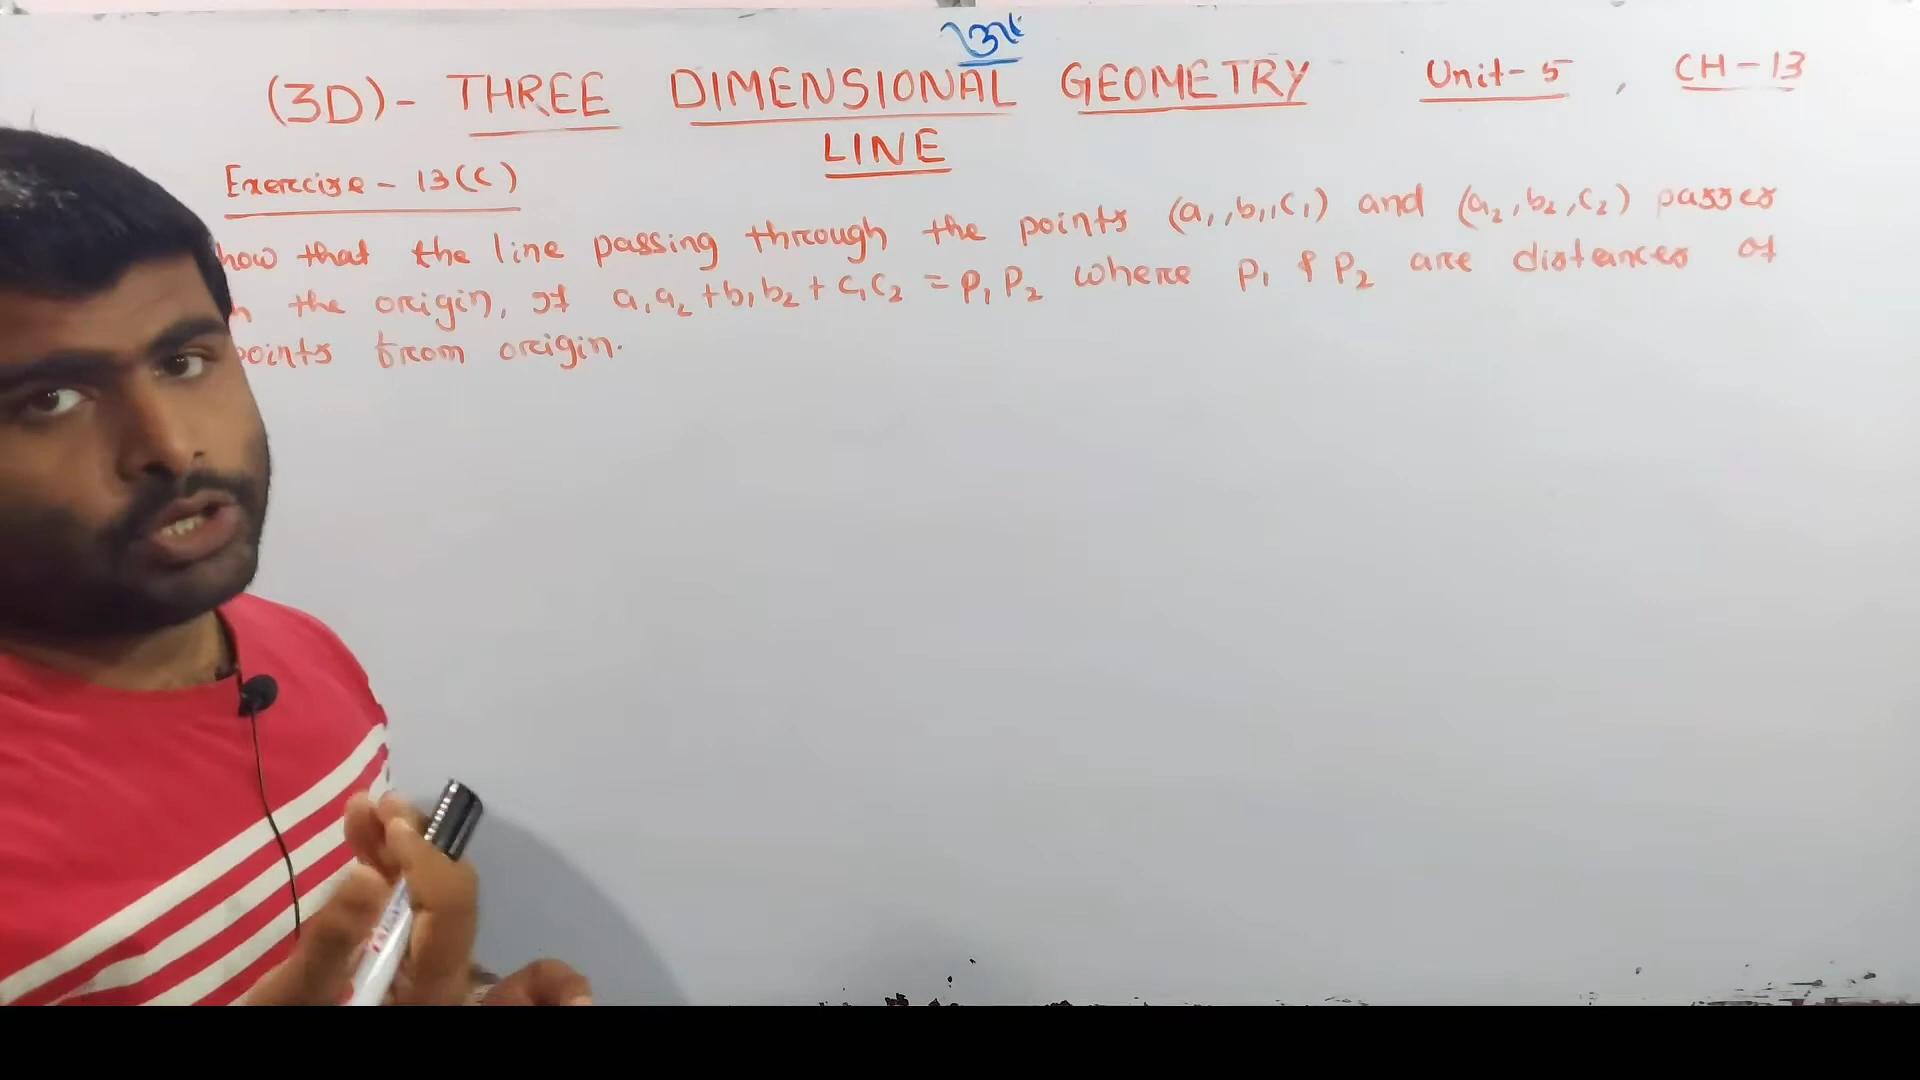 (3D)- THREE DIMENSIONAL GEOMETRY Unit-5 , CH-13
LINE
Exercise - 13(C)
how that the line passing through the points (a₁,b₁,c₁) and (a₂,b₂,c₂) passes
the origin, if a₁a₂+b₁b₂+c₁c₂ = p₁p₂ where p₁ & p₂ are distances of
points from origin.